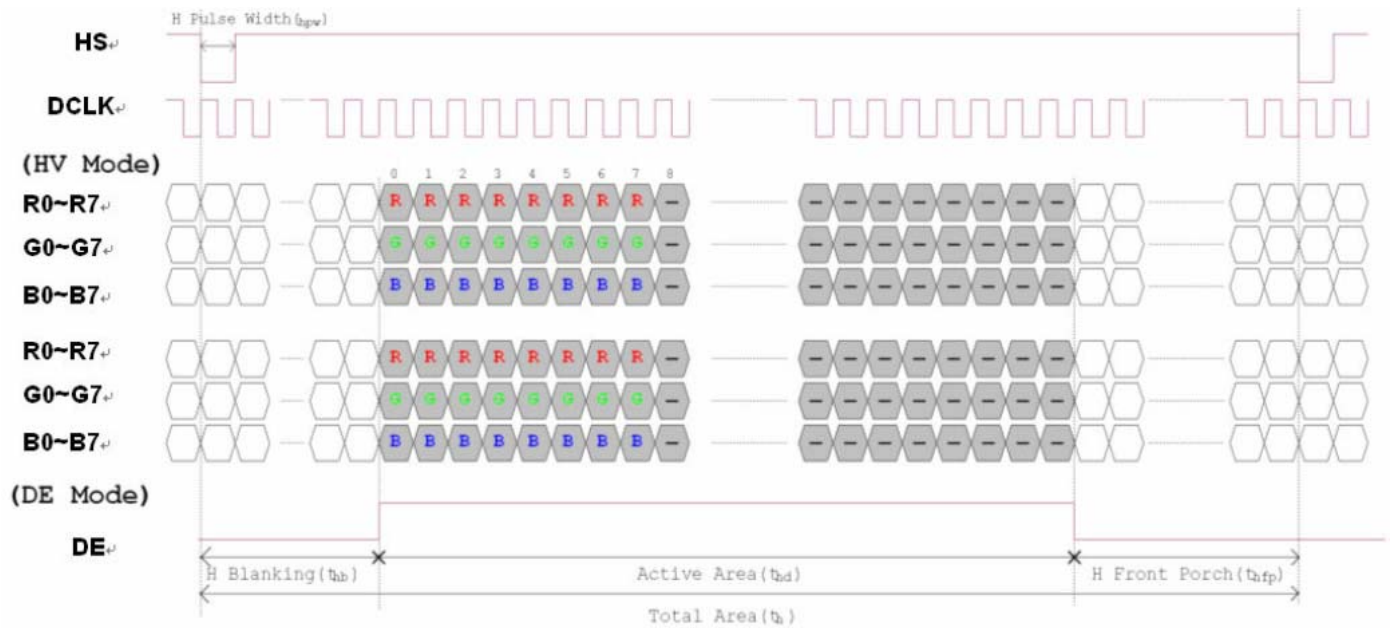 H Pulse Width(thpw)
HS
DCLK
(HV Mode)
0 1 2 3 4 5 6 7 8
R0~R7 R R R R R R R R
G0~G7 G G G G G G G G
B0~B7 B B B B B B B B
R0~R7 R R R R R R R R
G0~G7 G G G G G G G G
B0~B7 B B B B B B B B
(DE Mode)
DE
H Blanking(thb) Active Area(thd) H Front Porch(thfp)
Total Area(th)